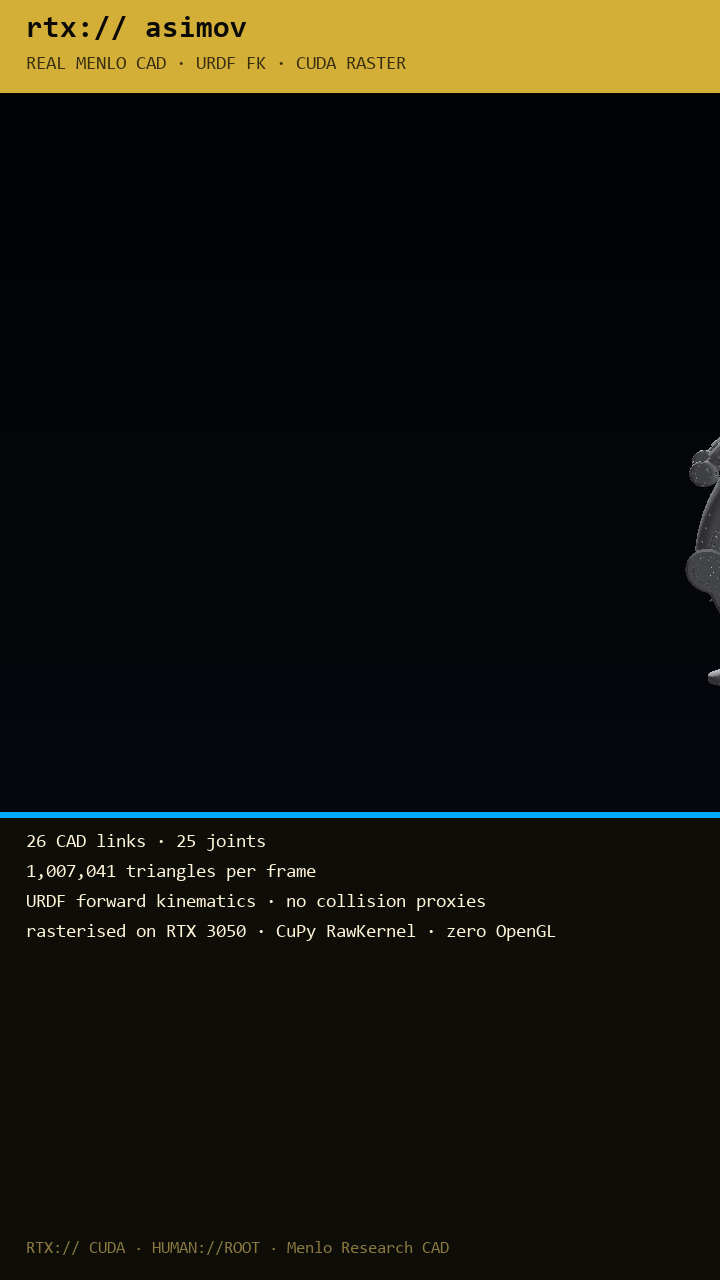 rtx:// asimov
REAL MENLO CAD · URDF FK · CUDA RASTER
26 CAD links · 25 joints
1,007,041 triangles per frame
URDF forward kinematics · no collision proxies
rasterised on RTX 3050 · CuPy RawKernel · zero OpenGL
RTX:// CUDA · HUMAN://ROOT · Menlo Research CAD